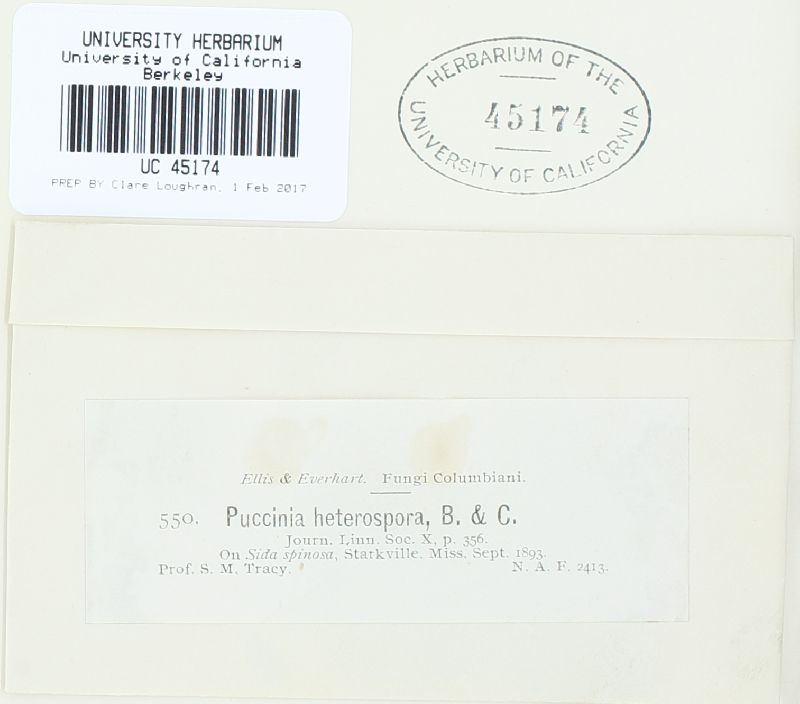 UNIVERSITY HERBARIUM
University of California
Berkeley
UC 45174
PREP BY Clare Loughran, 1 Feb 2017
HERBARIUM OF THE
45174
UNIVERSITY OF CALIFORNIA
Ellis & Everhart. Fungi Columbiani.
550. Puccinia heterospora, B. & C.
Journ. Linn. Soc. X, p. 356.
On Sida spinosa, Starkville, Miss. Sept. 1893.
Prof. S. M. Tracy. N. A. F. 2413.